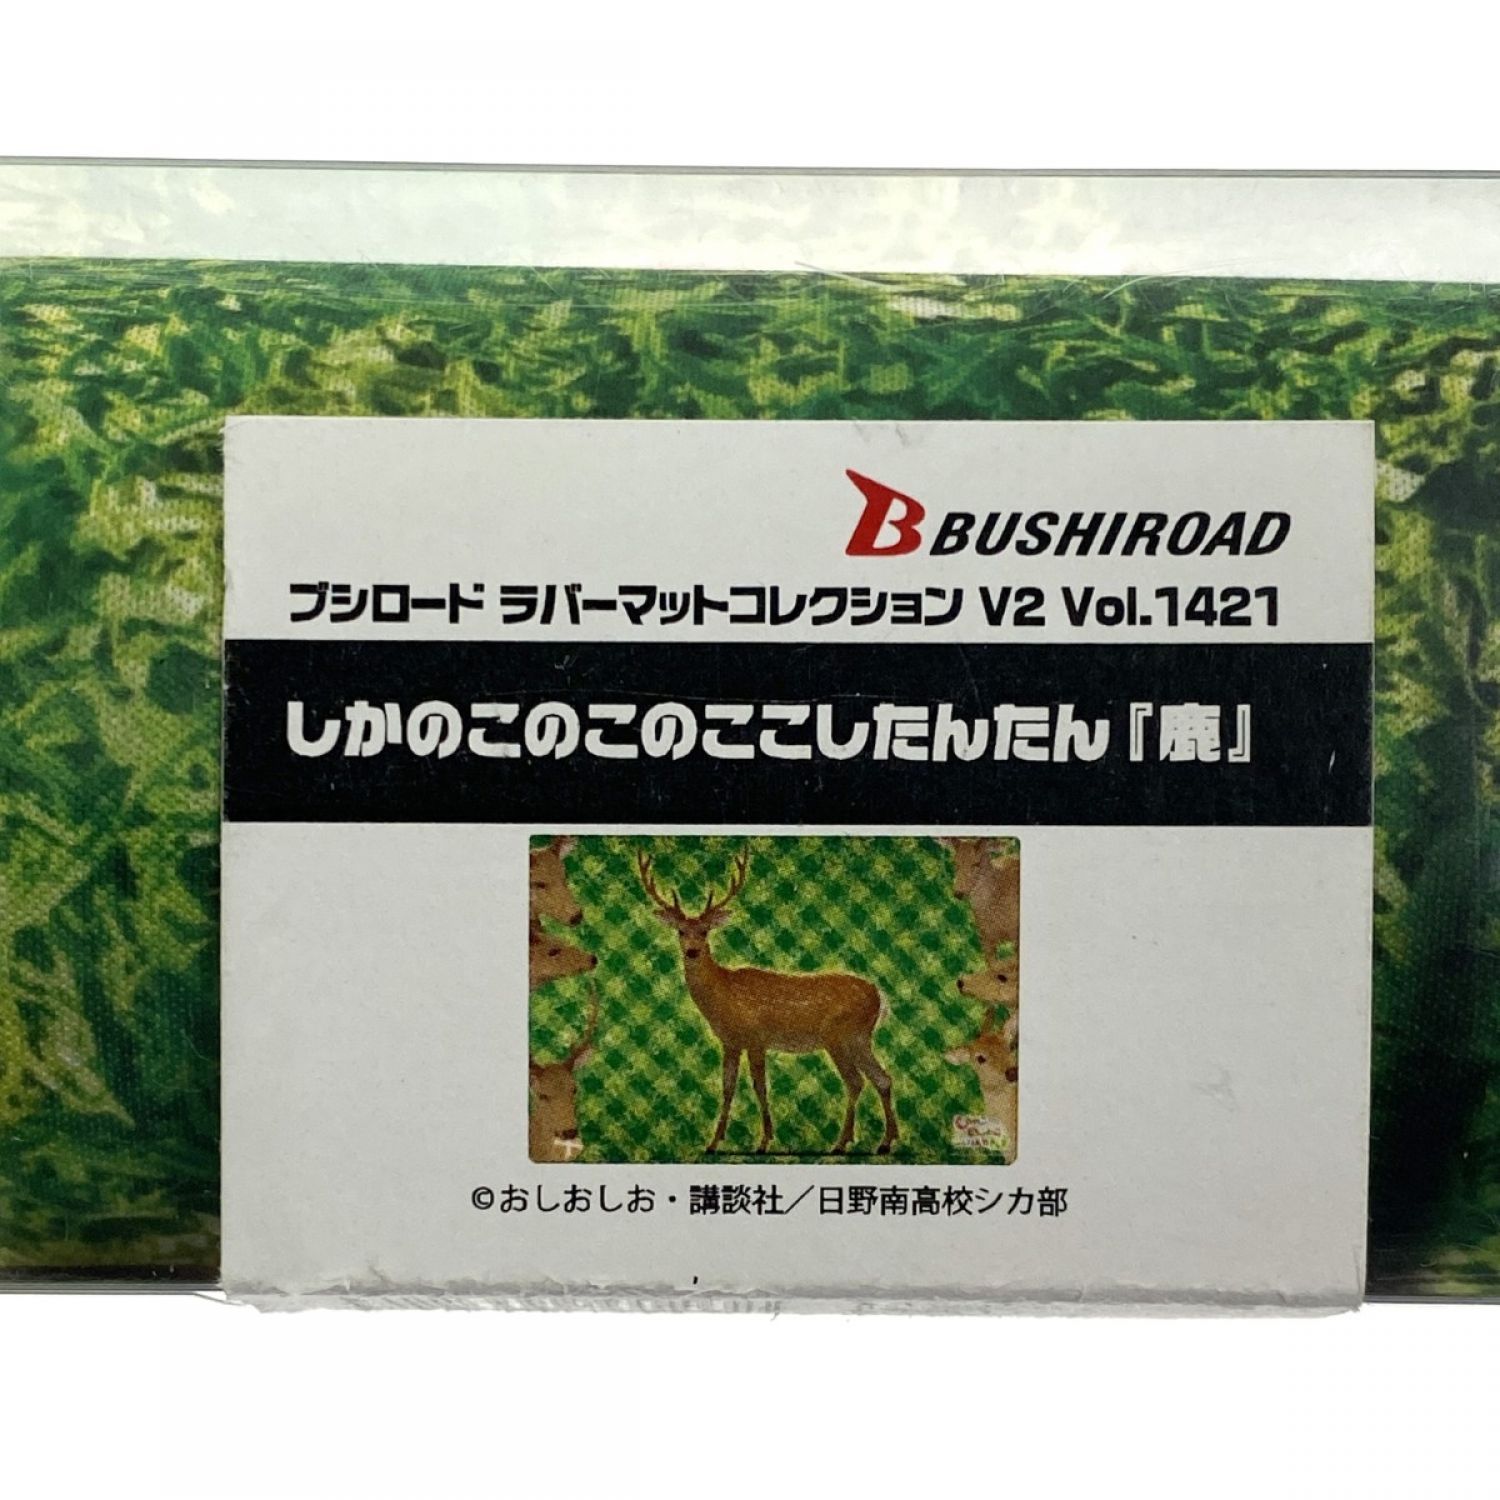 BUSHIROAD
ブシロード ラバーマットコレクション V2 Vol.1421
しかのこのこのここしたんたん『鹿』
©おしおしお・講談社／日野南高校シカ部